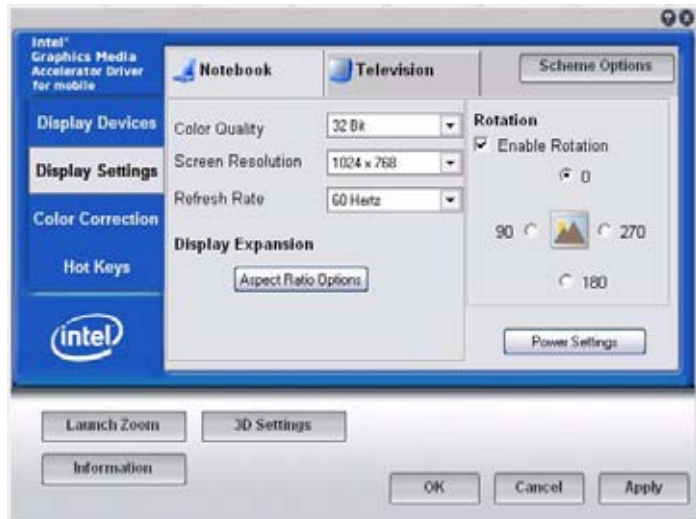 Intel®
Graphics Media
Accelerator Driver
for mobile
Notebook
Television
Scheme Options
Display Devices
Display Settings
Color Correction
Hot Keys
intel
Color Quality
32 Bit
Screen Resolution
1024 x 768
Refresh Rate
60 Hertz
Display Expansion
Aspect Ratio Options
Rotation
Enable Rotation
0
90
270
180
Power Settings
Launch Zoom
3D Settings
Information
OK
Cancel
Apply